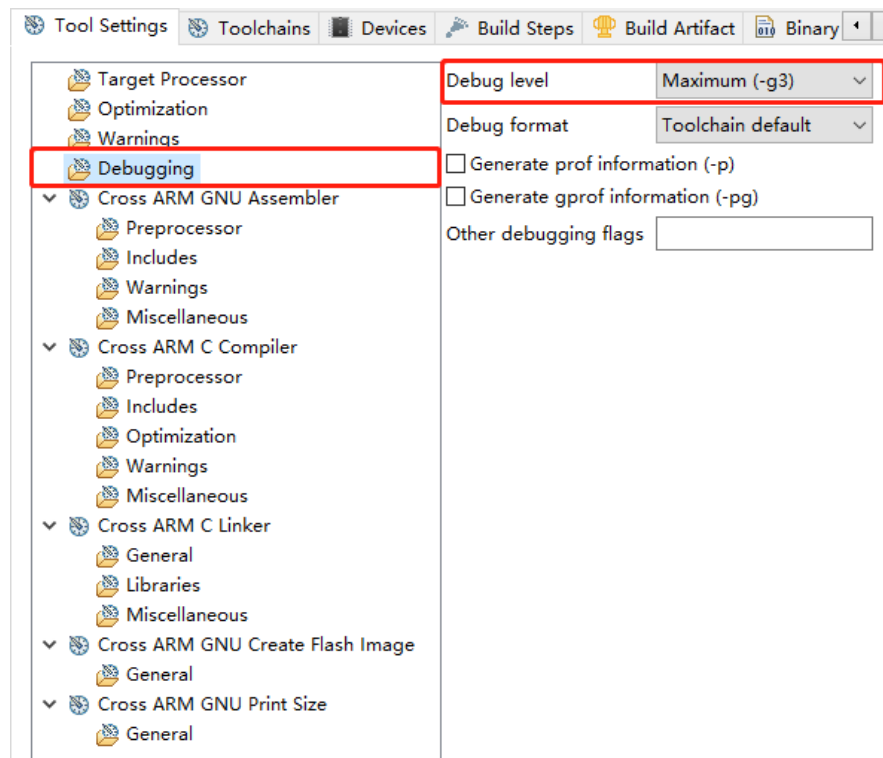 Tool Settings Toolchains Devices Build Steps Build Artifact Binary
Target Processor
Optimization
Warnings
Debugging
Cross ARM GNU Assembler
Preprocessor
Includes
Warnings
Miscellaneous
Cross ARM C Compiler
Preprocessor
Includes
Optimization
Warnings
Miscellaneous
Cross ARM C Linker
General
Libraries
Miscellaneous
Cross ARM GNU Create Flash Image
General
Cross ARM GNU Print Size
General
Debug level Maximum (-g3)
Debug format Toolchain default
Generate prof information (-p)
Generate gprof information (-pg)
Other debugging flags